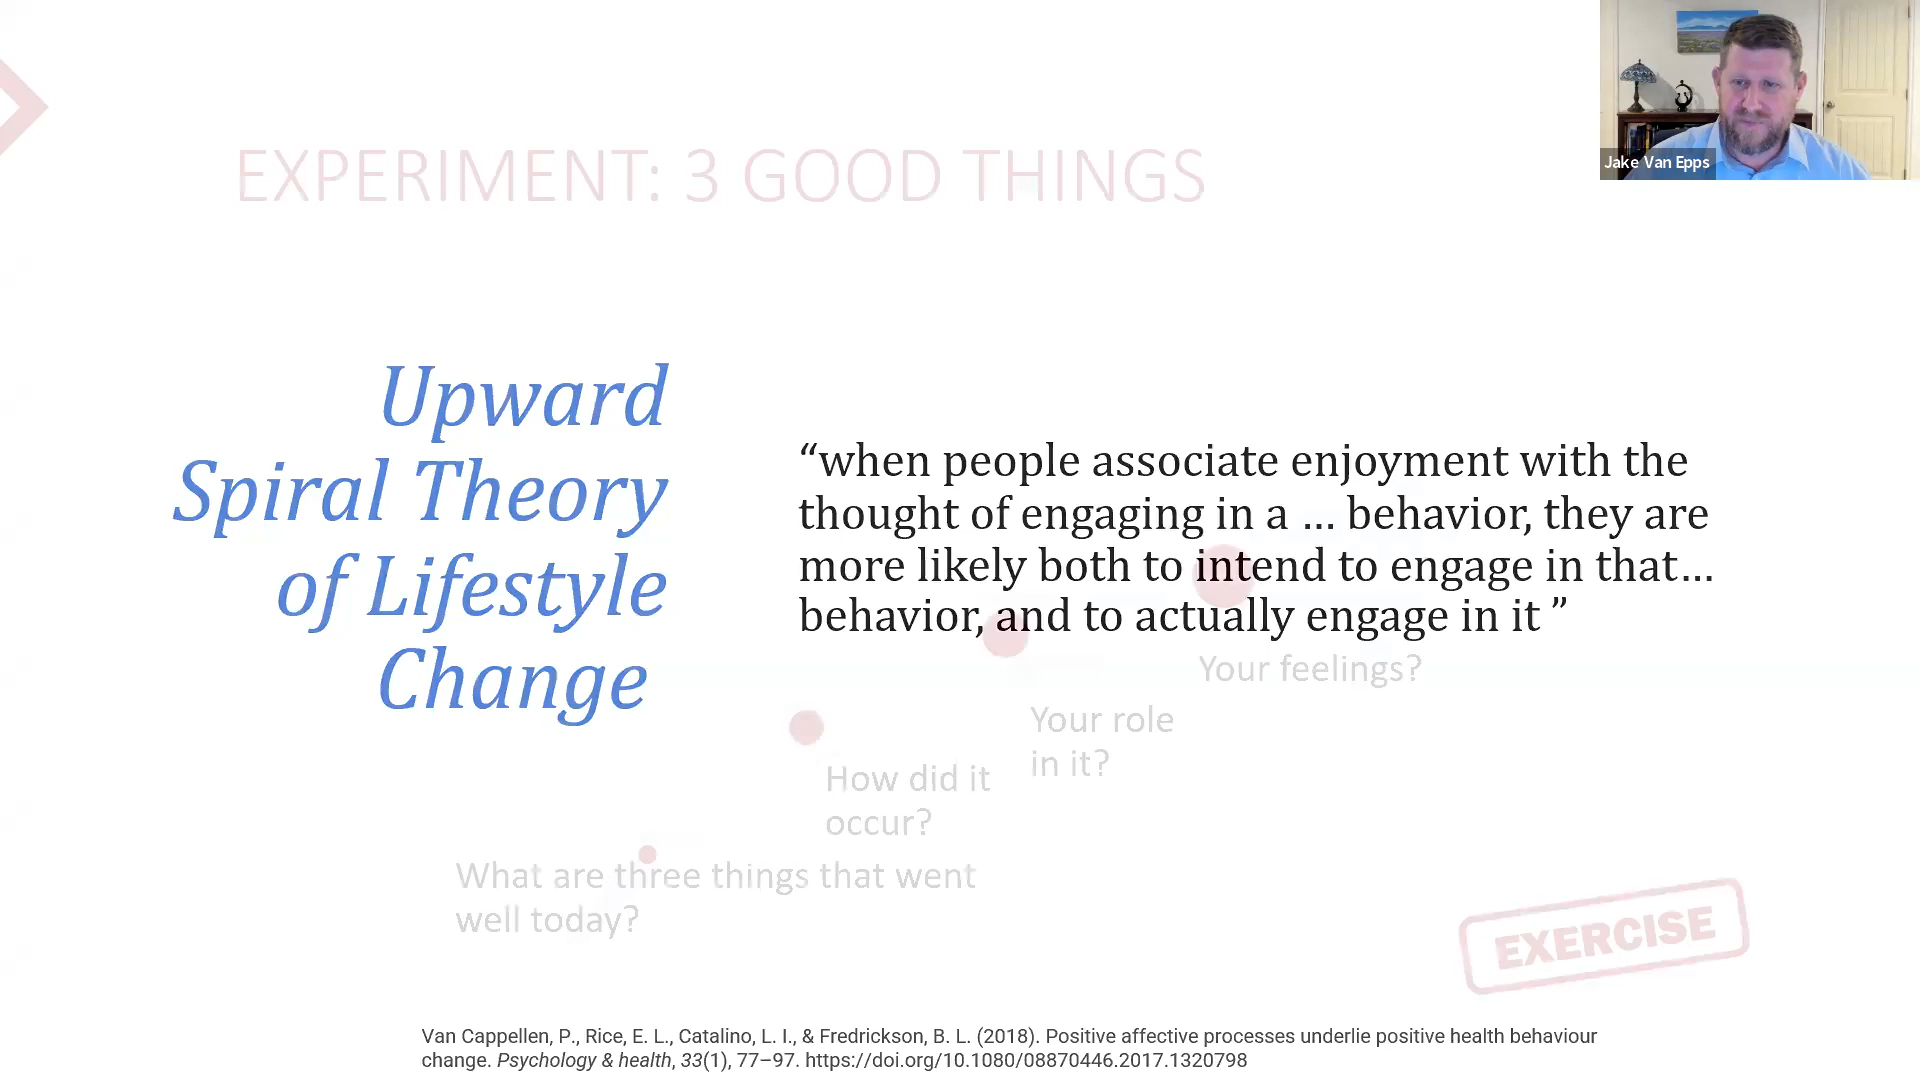 Jake Van Epps
EXPERIMENT: 3 GOOD THINGS
Upward
Spiral Theory
of Lifestyle
Change
“when people associate enjoyment with the
thought of engaging in a … behavior, they are
more likely both to intend to engage in that…
behavior, and to actually engage in it ”
Your feelings?
Your role
in it?
How did it
occur?
What are three things that went
well today?
EXERCISE
Van Cappellen, P., Rice, E. L., Catalino, L. I., & Fredrickson, B. L. (2018). Positive affective processes underlie positive health behaviour
change. Psychology & health, 33(1), 77–97. https://doi.org/10.1080/08870446.2017.1320798